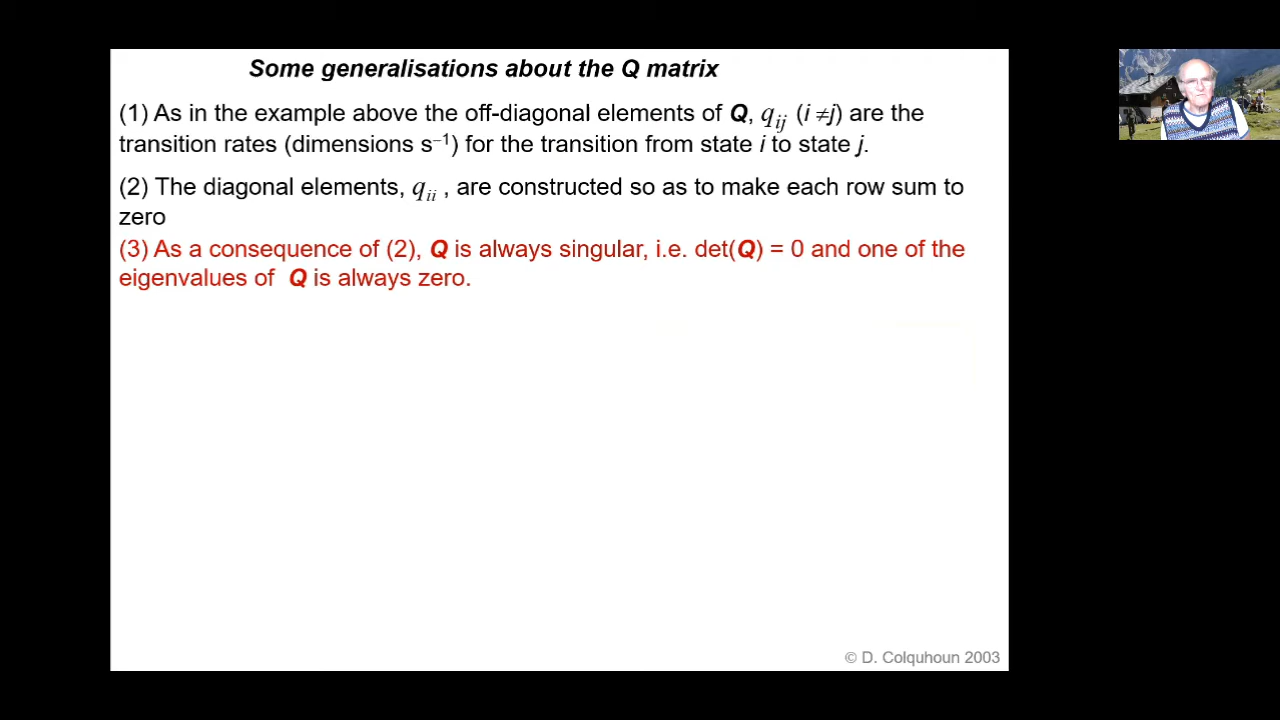 Some generalisations about the Q matrix
(1) As in the example above the off-diagonal elements of Q, qij (i ≠j) are the
transition rates (dimensions s⁻¹) for the transition from state i to state j.
(2) The diagonal elements, qii , are constructed so as to make each row sum to
zero
(3) As a consequence of (2), Q is always singular, i.e. det(Q) = 0 and one of the
eigenvalues of Q is always zero.
© D. Colquhoun 2003